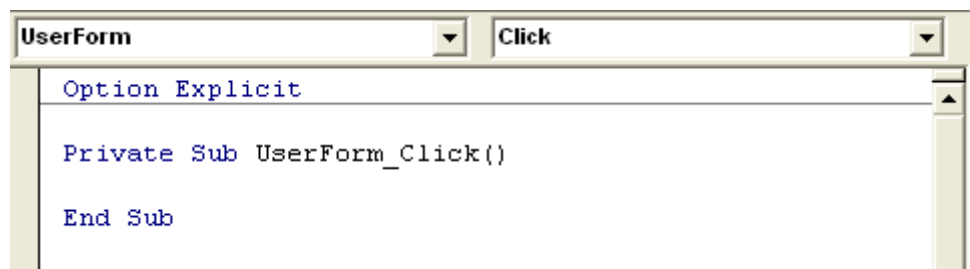 UserForm Click
Option Explicit
Private Sub UserForm_Click()
End Sub